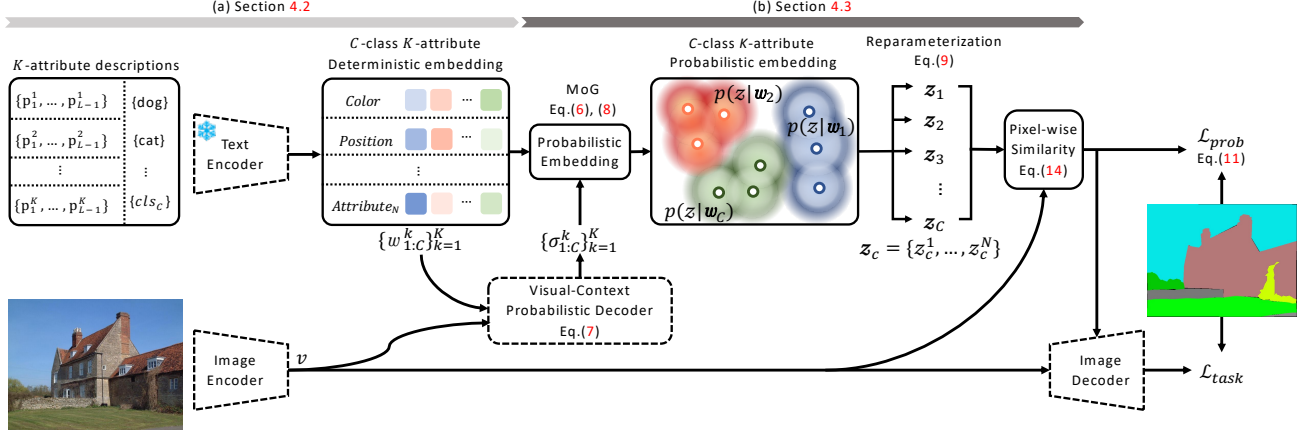 (a) Section 4.2
(b) Section 4.3
K-attribute descriptions
{p_1^1, ..., p_{L-1}^1}
{dog}
{p_1^2, ..., p_{L-1}^2}
{cat}
⋮
⋮
{p_1^K, ..., p_{L-1}^K}
{cls_C}
Text
Encoder
C-class K-attribute
Deterministic embedding
Color
...
Position
...
⋮
Attribute_N
...
{w_{1:C}^k}_{k=1}^K
MoG
Eq.(6), (8)
Probabilistic
Embedding
{σ_{1:C}^k}_{k=1}^K
Visual-Context
Probabilistic Decoder
Eq.(7)
C-class K-attribute
Probabilistic embedding
p(z|w_2)
p(z|w_1)
p(z|w_C)
Reparameterization
Eq.(9)
z_1
z_2
z_3
⋮
z_C
z_c = {z_c^1, ..., z_c^N}
Pixel-wise
Similarity
Eq.(14)
ℒ_prob
Eq.(11)
Image
Encoder
v
Image
Decoder
ℒ_task